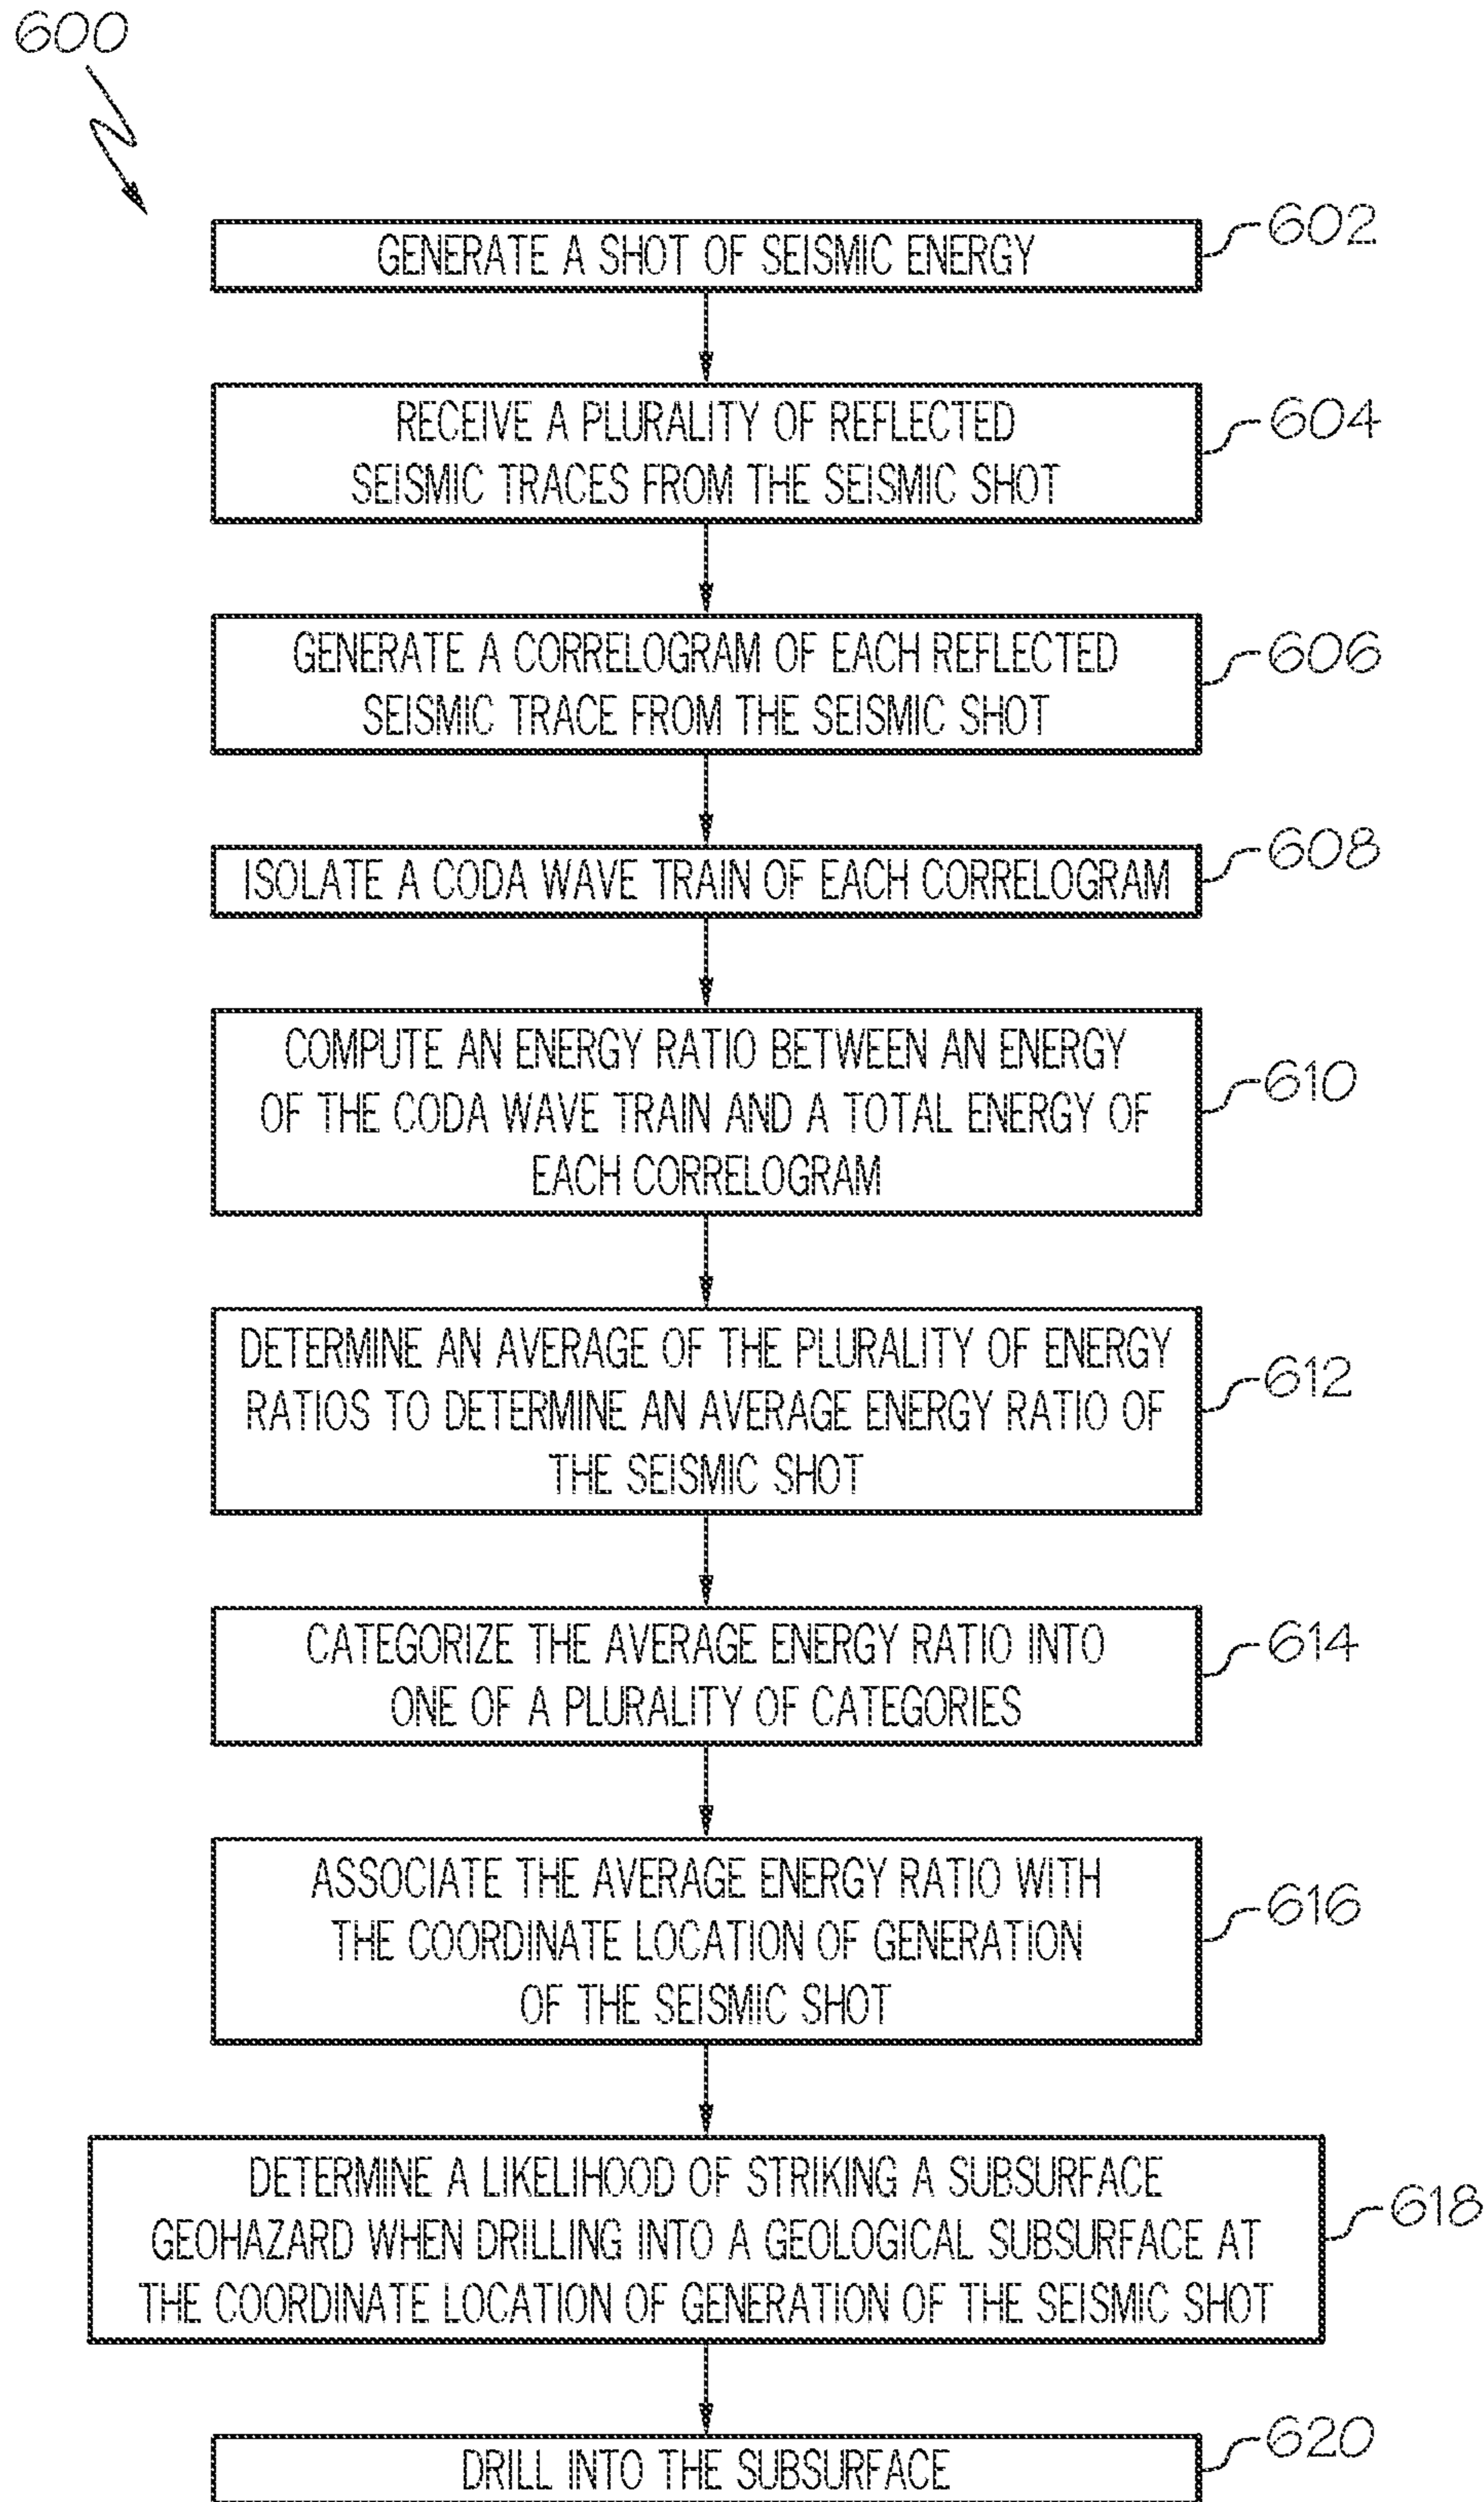 600
GENERATE A SHOT OF SEISMIC ENERGY
602
RECEIVE A PLURALITY OF REFLECTED
SEISMIC TRACES FROM THE SEISMIC SHOT
604
GENERATE A CORRELOGRAM OF EACH REFLECTED
SEISMIC TRACE FROM THE SEISMIC SHOT
606
ISOLATE A CODA WAVE TRAIN OF EACH CORRELOGRAM
608
COMPUTE AN ENERGY RATIO BETWEEN AN ENERGY
OF THE CODA WAVE TRAIN AND A TOTAL ENERGY OF
EACH CORRELOGRAM
610
DETERMINE AN AVERAGE OF THE PLURALITY OF ENERGY
RATIOS TO DETERMINE AN AVERAGE ENERGY RATIO OF
THE SEISMIC SHOT
612
CATEGORIZE THE AVERAGE ENERGY RATIO INTO
ONE OF A PLURALITY OF CATEGORIES
614
ASSOCIATE THE AVERAGE ENERGY RATIO WITH
THE COORDINATE LOCATION OF GENERATION
OF THE SEISMIC SHOT
616
DETERMINE A LIKELIHOOD OF STRIKING A SUBSURFACE
GEOHAZARD WHEN DRILLING INTO A GEOLOGICAL SUBSURFACE AT
THE COORDINATE LOCATION OF GENERATION OF THE SEISMIC SHOT
618
DRILL INTO THE SUBSURFACE
620